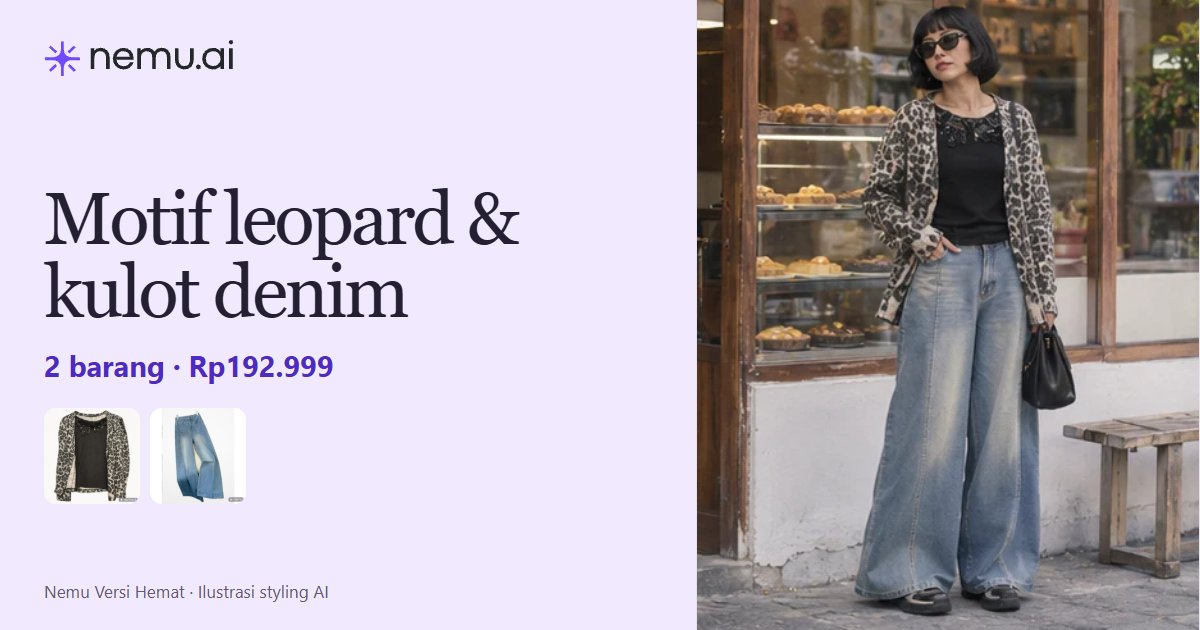 nemu.ai
Motif leopard &
kulot denim
2 barang · Rp192.999
Nemu Versi Hemat · Ilustrasi styling AI